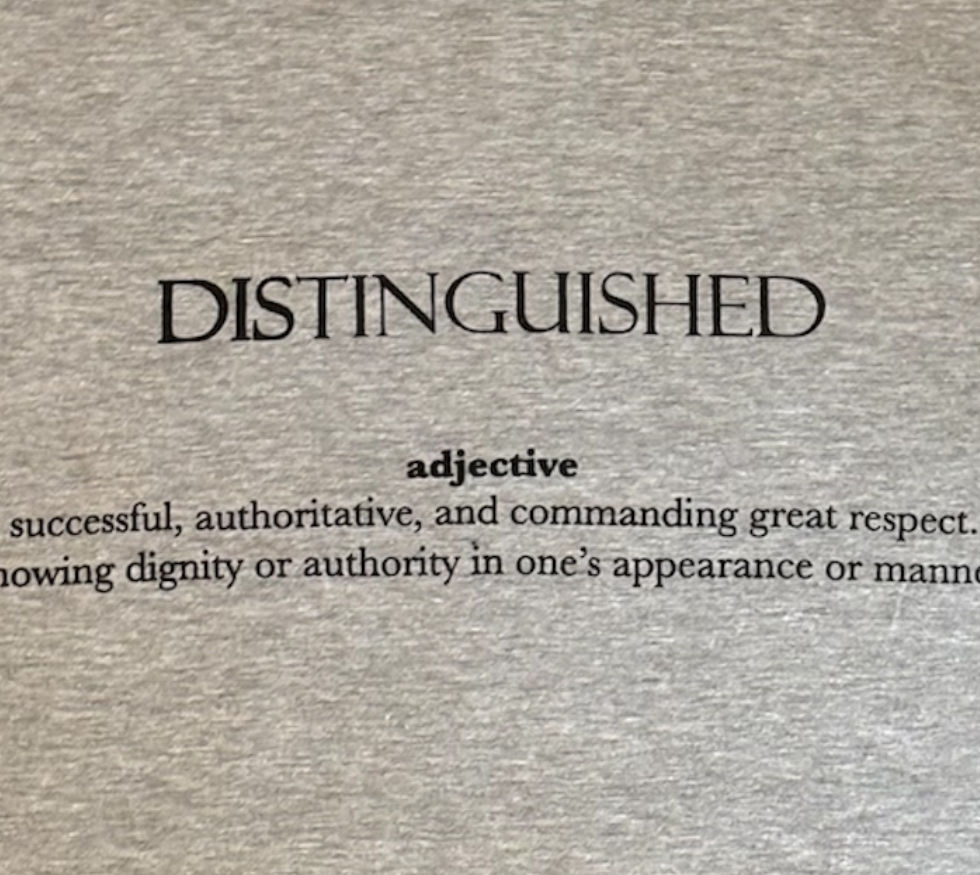 DISTINGUISHED
adjective
successful, authoritative, and commanding great respect.
dignity or authority in one's appearance or